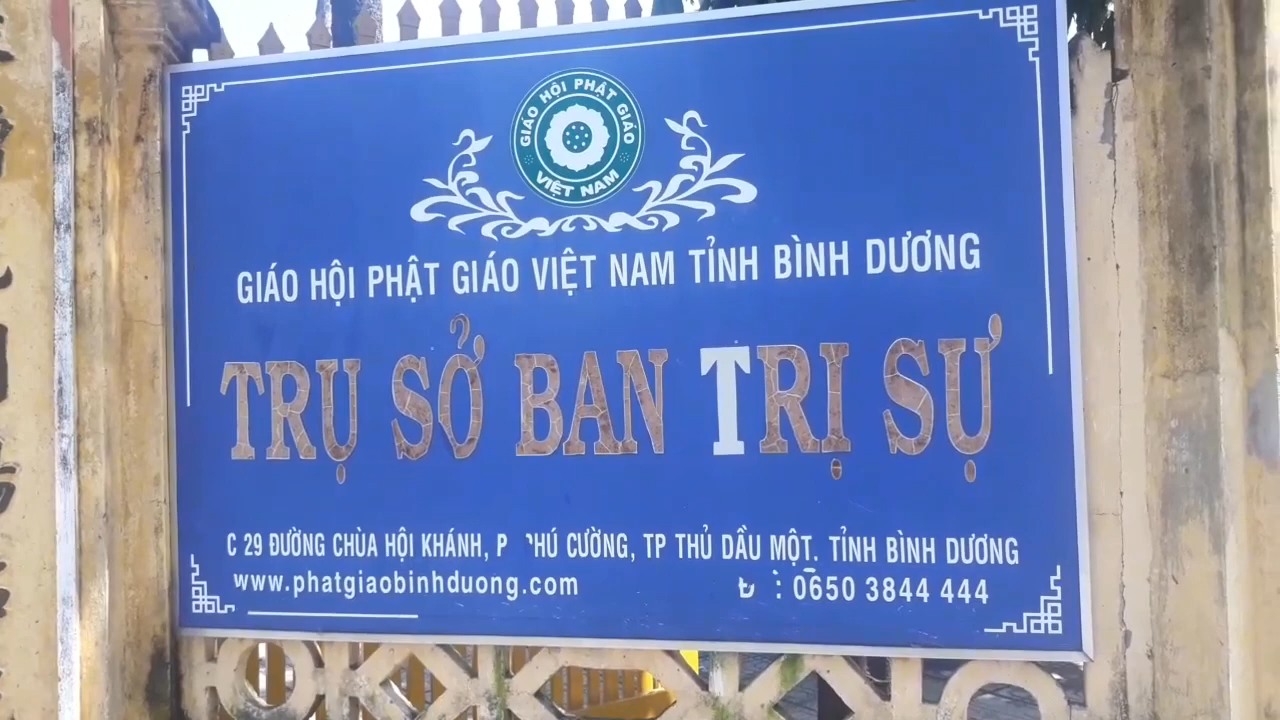 GIÁO HỘI PHẬT GIÁO
VIỆT NAM
GIÁO HỘI PHẬT GIÁO VIỆT NAM TỈNH BÌNH DƯƠNG
TRỤ SỞ BAN TRỊ SỰ
C 29 ĐƯỜNG CHÙA HỘI KHÁNH, P HÚ CƯỜNG, TP THỦ DẦU MỘT. TỈNH BÌNH DƯƠNG
www.phatgiaobinhduong.com
: 0650 3844 444